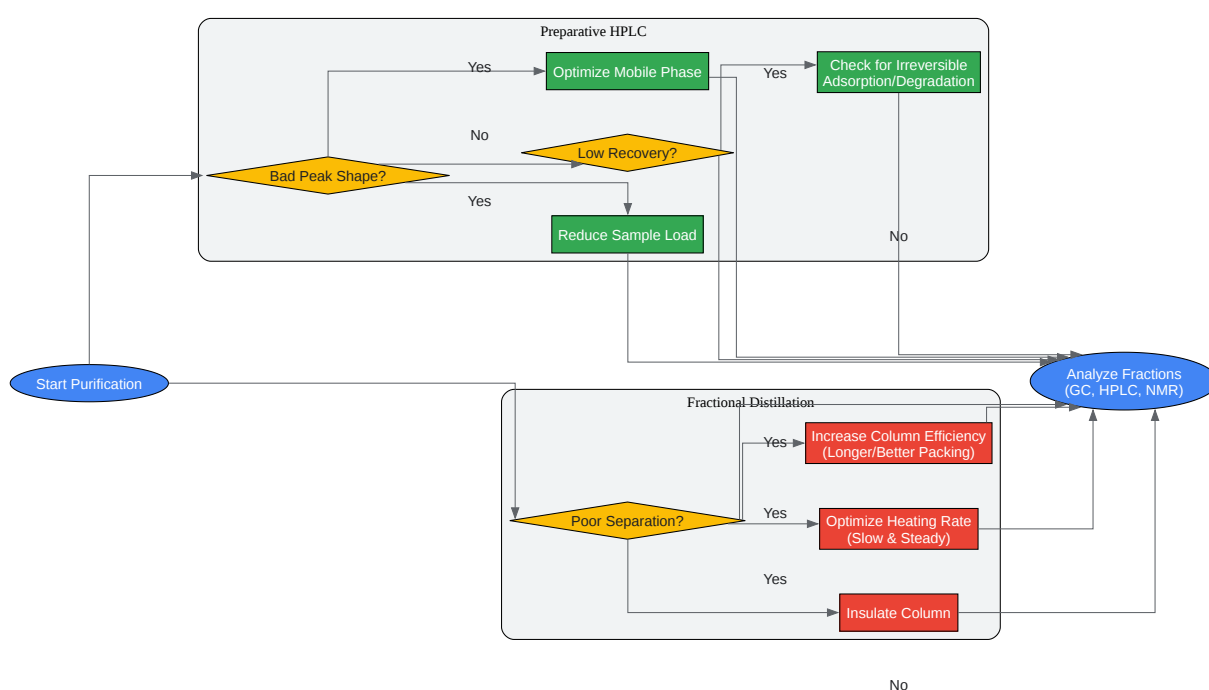 Preparative HPLC
Yes
Optimize Mobile Phase
Yes
Check for Irreversible
Adsorption/Degradation
No
Low Recovery?
Bad Peak Shape?
Yes
Reduce Sample Load
No
Start Purification
Analyze Fractions
(GC, HPLC, NMR)
Fractional Distillation
Yes
Increase Column Efficiency
(Longer/Better Packing)
Poor Separation?
Yes
Optimize Heating Rate
(Slow & Steady)
Yes
Insulate Column
No